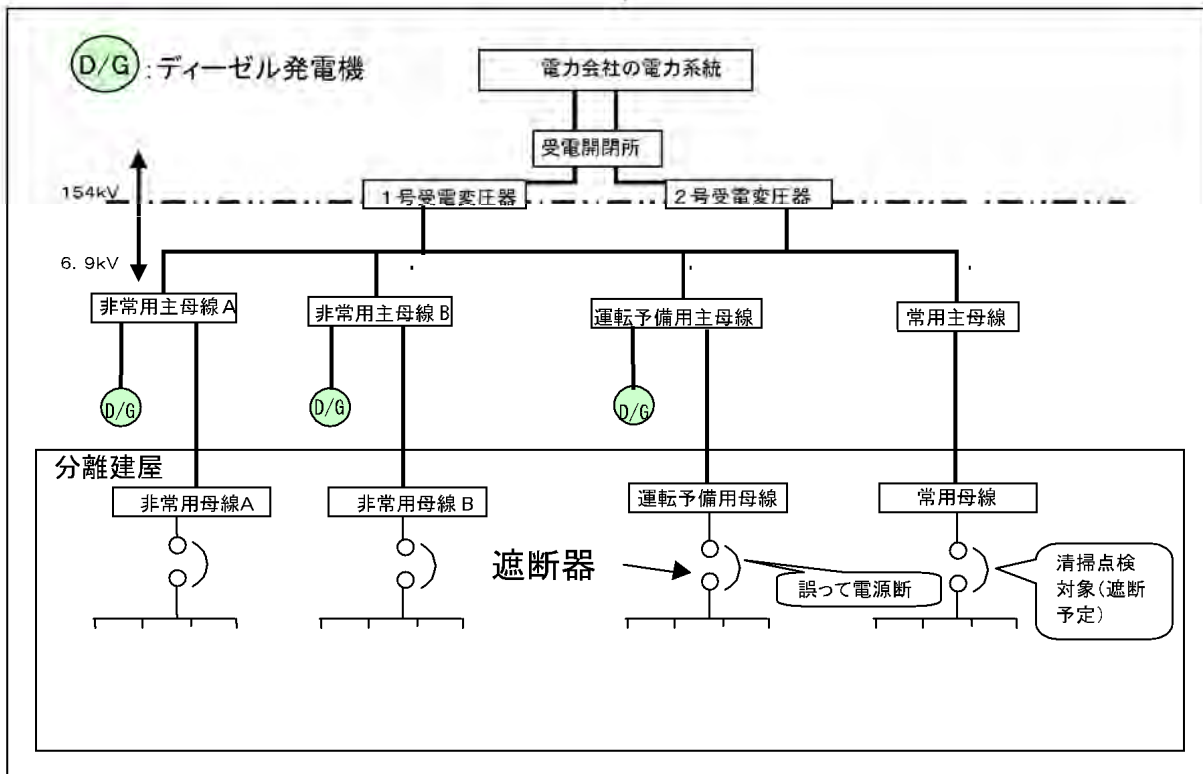 D/G :ディーゼル発電機
電力会社の電力系統
受電開閉所
154kV
1号受電変圧器
2号受電変圧器
6.9kV
非常用主母線A
非常用主母線B
運転予備用主母線
常用主母線
D/G
D/G
D/G
分離建屋
非常用母線A
非常用母線B
運転予備用母線
常用母線
遮断器
誤って電源断
清掃点検
対象(遮断
予定)